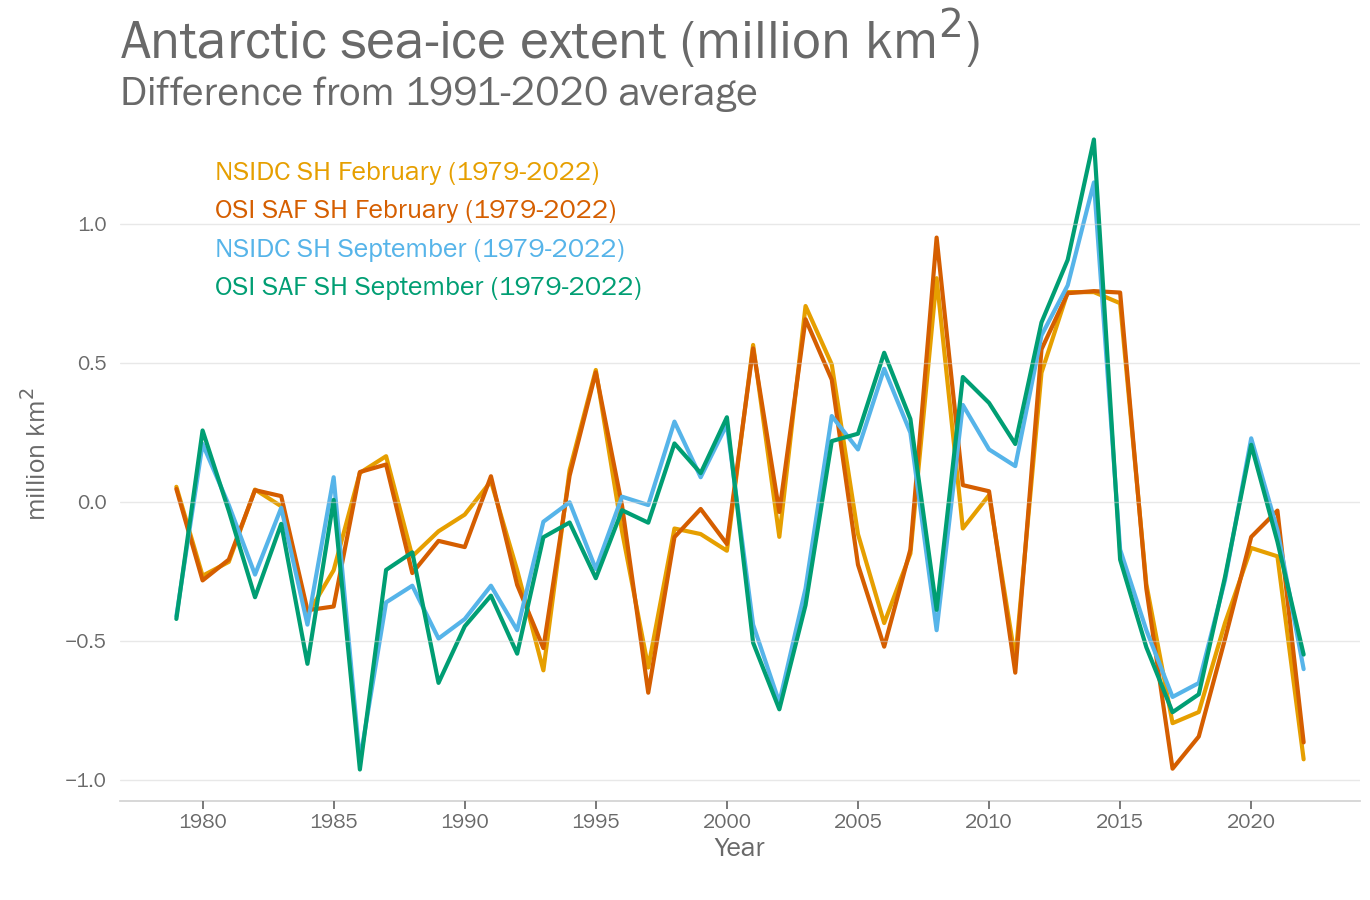 Antarctic sea-ice extent (million km²)
Difference from 1991-2020 average
NSIDC SH February (1979-2022)
OSI SAF SH February (1979-2022)
NSIDC SH September (1979-2022)
OSI SAF SH September (1979-2022)
1.0
0.5
0.0
−0.5
−1.0
million km²
1980 1985 1990 1995 2000 2005 2010 2015 2020
Year